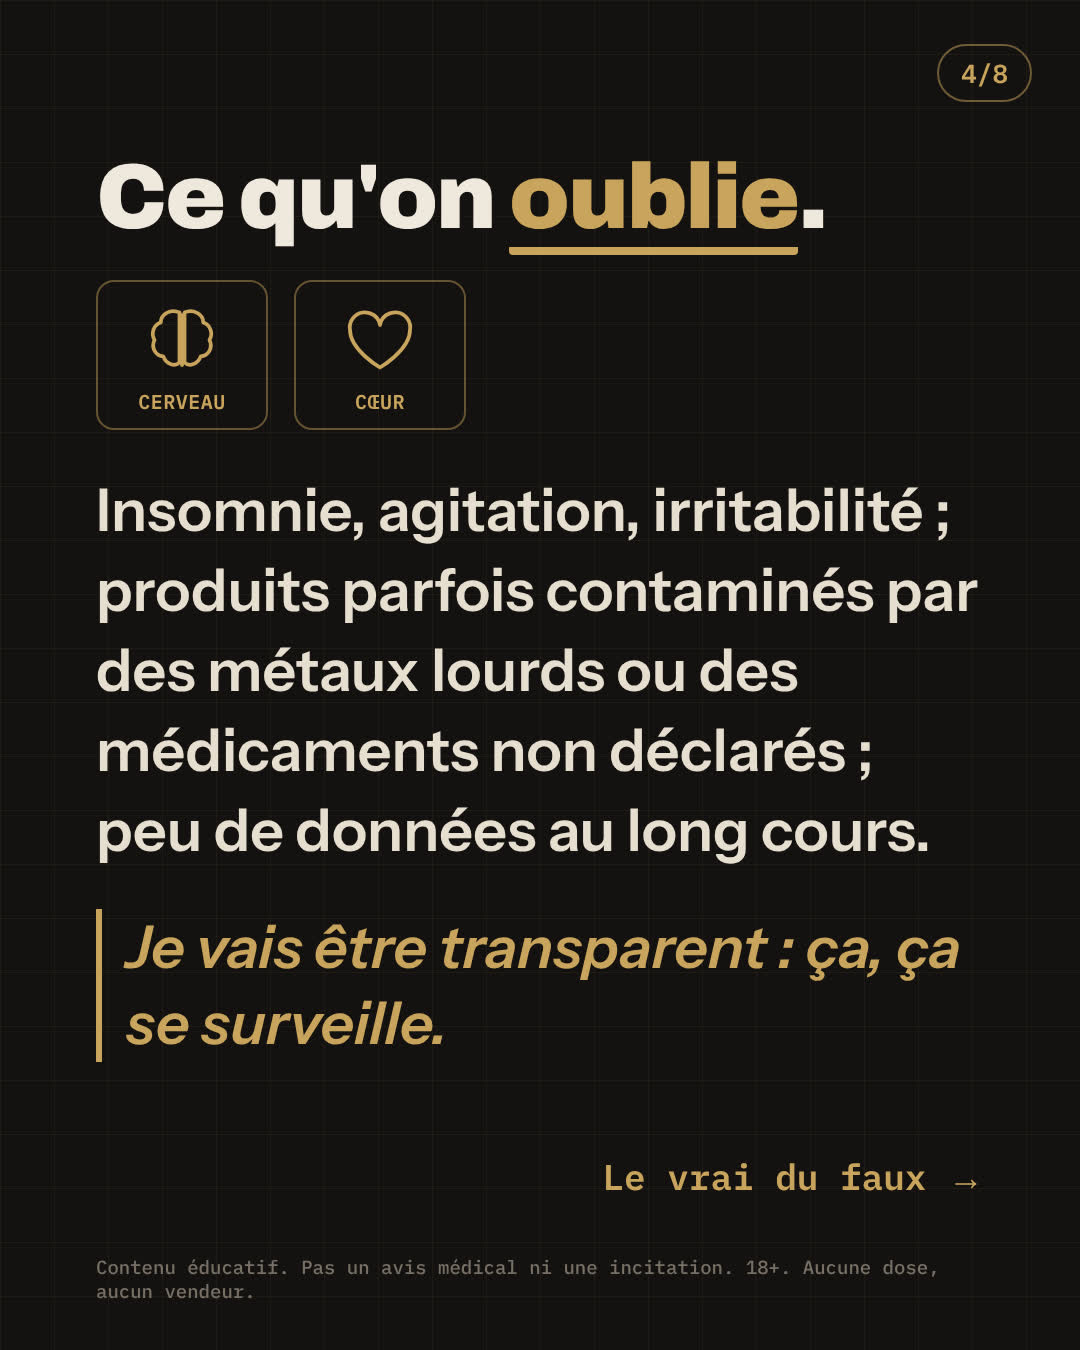 4/8
Ce qu'on oublie.
CERVEAU
CŒUR
Insomnie, agitation, irritabilité ;
produits parfois contaminés par
des métaux lourds ou des
médicaments non déclarés ;
peu de données au long cours.
Je vais être transparent : ça, ça
se surveille.
Le vrai du faux →
Contenu éducatif. Pas un avis médical ni une incitation. 18+. Aucune dose,
aucun vendeur.